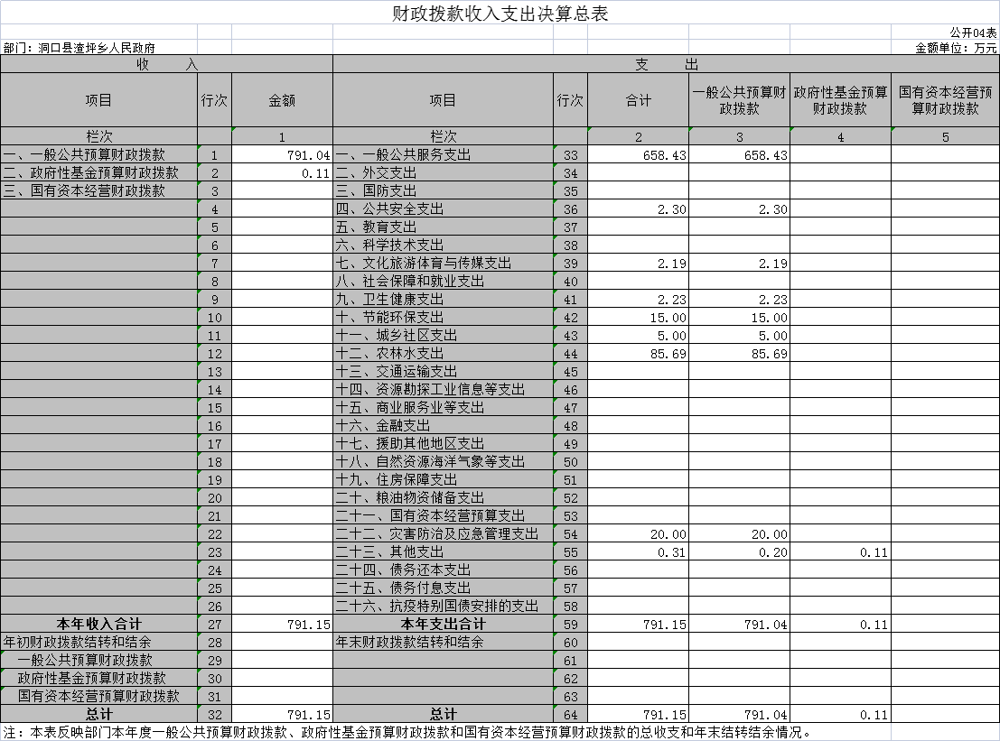 财政拨款收入支出决算总表
公开04表
部门：洞口县渣坪乡人民政府 金额单位：万元
收 入 支 出
项目 行次 金额 项目 行次 合计 一般公共预算财政拨款 政府性基金预算财政拨款 国有资本经营预算财政拨款
栏次 1 栏次 2 3 4 5
一、一般公共预算财政拨款 1 791.04 一、一般公共服务支出 33 658.43 658.43
二、政府性基金预算财政拨款 2 0.11 二、外交支出 34
三、国有资本经营财政拨款 3 三、国防支出 35
4 四、公共安全支出 36 2.30 2.30
5 五、教育支出 37
6 六、科学技术支出 38
7 七、文化旅游体育与传媒支出 39 2.19 2.19
8 八、社会保障和就业支出 40
9 九、卫生健康支出 41 2.23 2.23
10 十、节能环保支出 42 15.00 15.00
11 十一、城乡社区支出 43 5.00 5.00
12 十二、农林水支出 44 85.69 85.69
13 十三、交通运输支出 45
14 十四、资源勘探工业信息等支出 46
15 十五、商业服务业等支出 47
16 十六、金融支出 48
17 十七、援助其他地区支出 49
18 十八、自然资源海洋气象等支出 50
19 十九、住房保障支出 51
20 二十、粮油物资储备支出 52
21 二十一、国有资本经营预算支出 53
22 二十二、灾害防治及应急管理支出 54 20.00 20.00
23 二十三、其他支出 55 0.31 0.20 0.11
24 二十四、债务还本支出 56
25 二十五、债务付息支出 57
26 二十六、抗疫特别国债安排的支出 58
本年收入合计 27 791.15 本年支出合计 59 791.15 791.04 0.11
年初财政拨款结转和结余 28 年末财政拨款结转和结余 60
一般公共预算财政拨款 29 61
政府性基金预算财政拨款 30 62
国有资本经营预算财政拨款 31 63
总计 32 791.15 总计 64 791.15 791.04 0.11
注：本表反映部门本年度一般公共预算财政拨款、政府性基金预算财政拨款和国有资本经营预算财政拨款的总收支和年末结转结余情况。